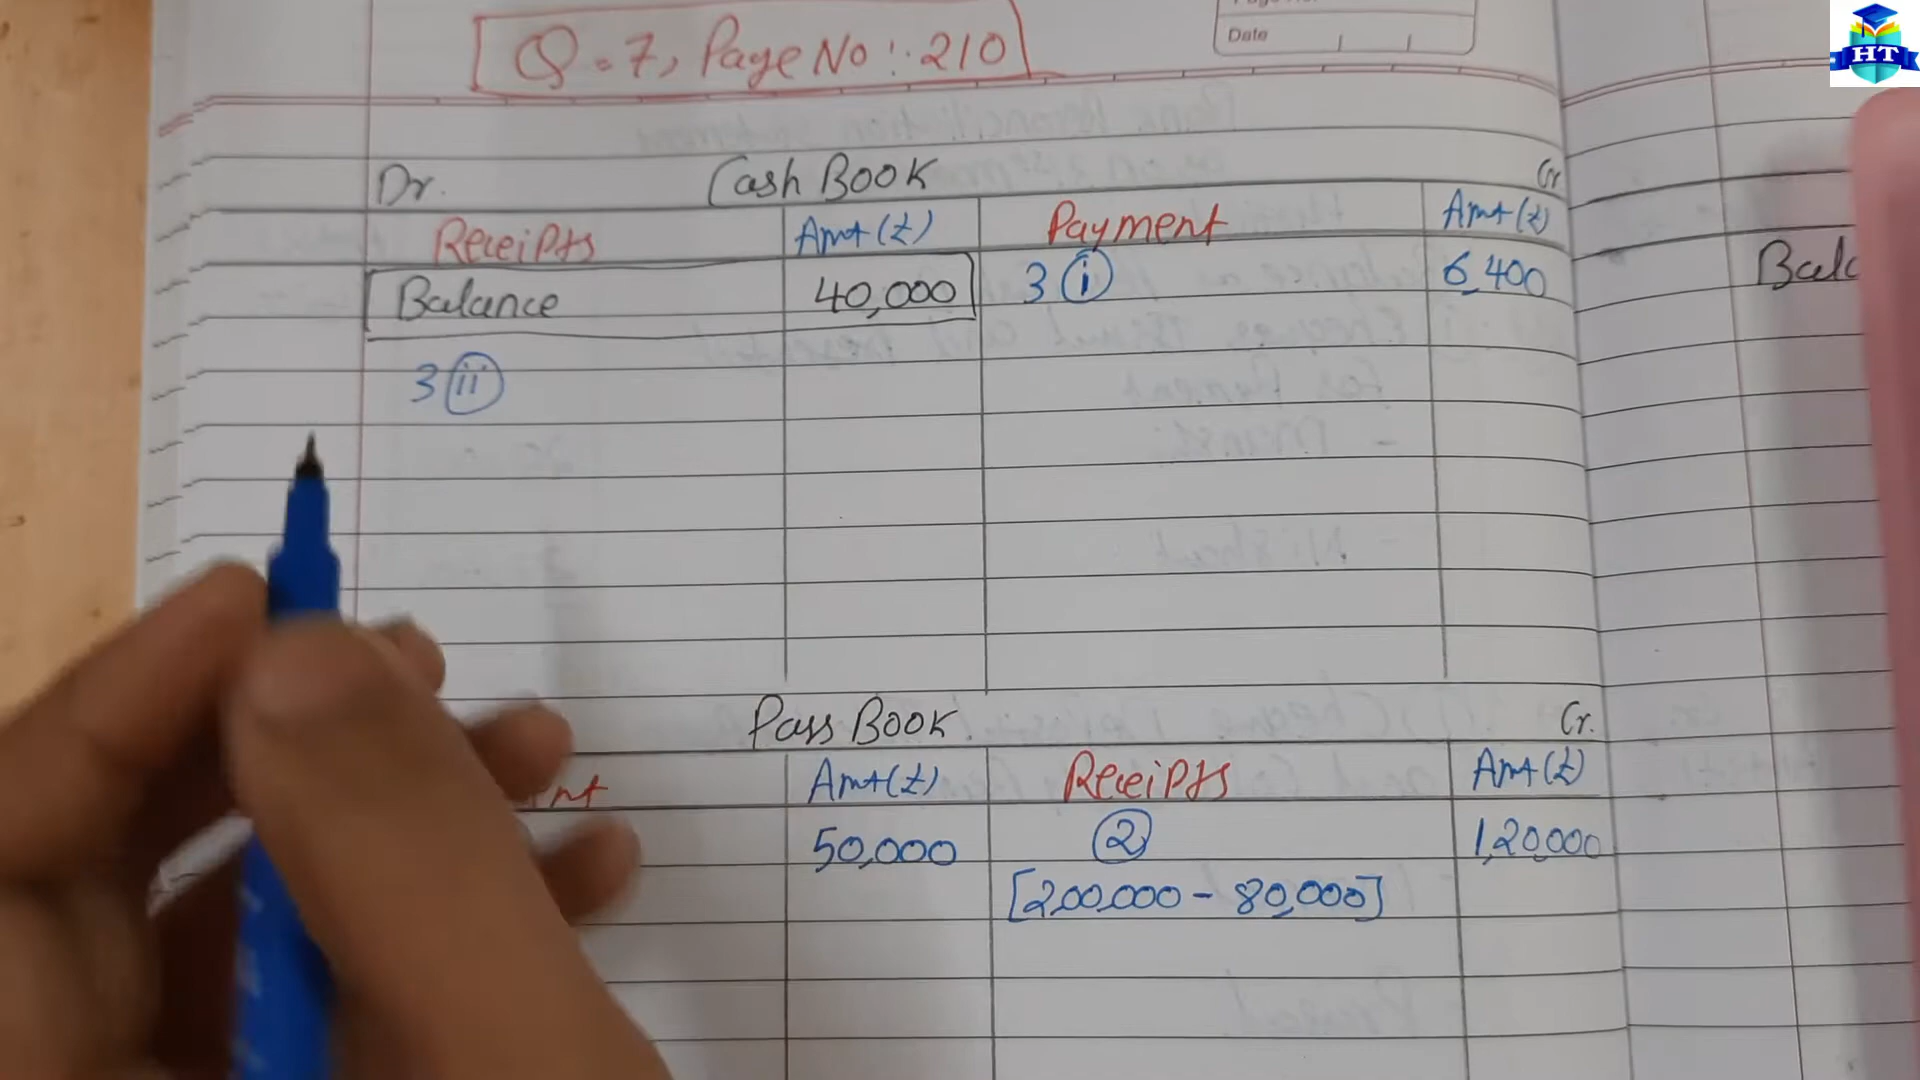 Q.7, Page No:.210
Date
Dr. Cash Book Cr
Receipts Amt(₹) Payment Amt(₹)
Balance 40,000 3 (i) 6,400
3 (ii)
Pass Book Cr.
Amt(₹) Receipts Amt(₹)
50,000 (2) 1,20,000
[2,00,000 - 80,000]
HT